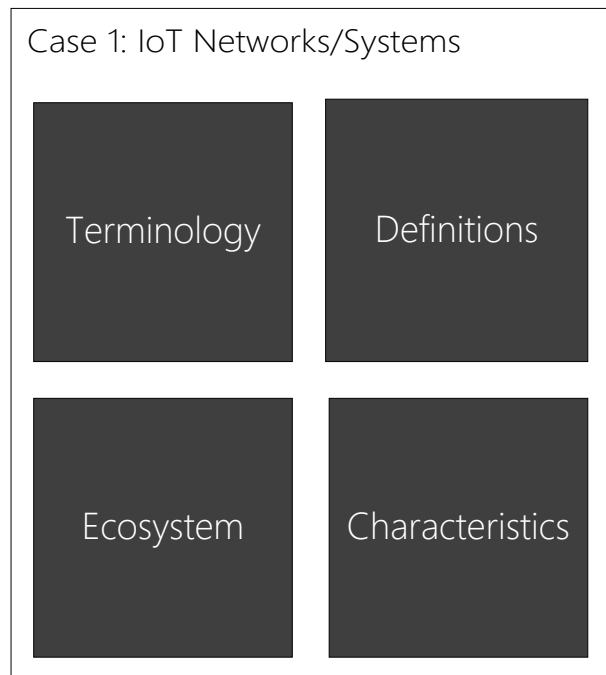 Case 1: IoT Networks/Systems
Terminology
Definitions
Ecosystem
Characteristics